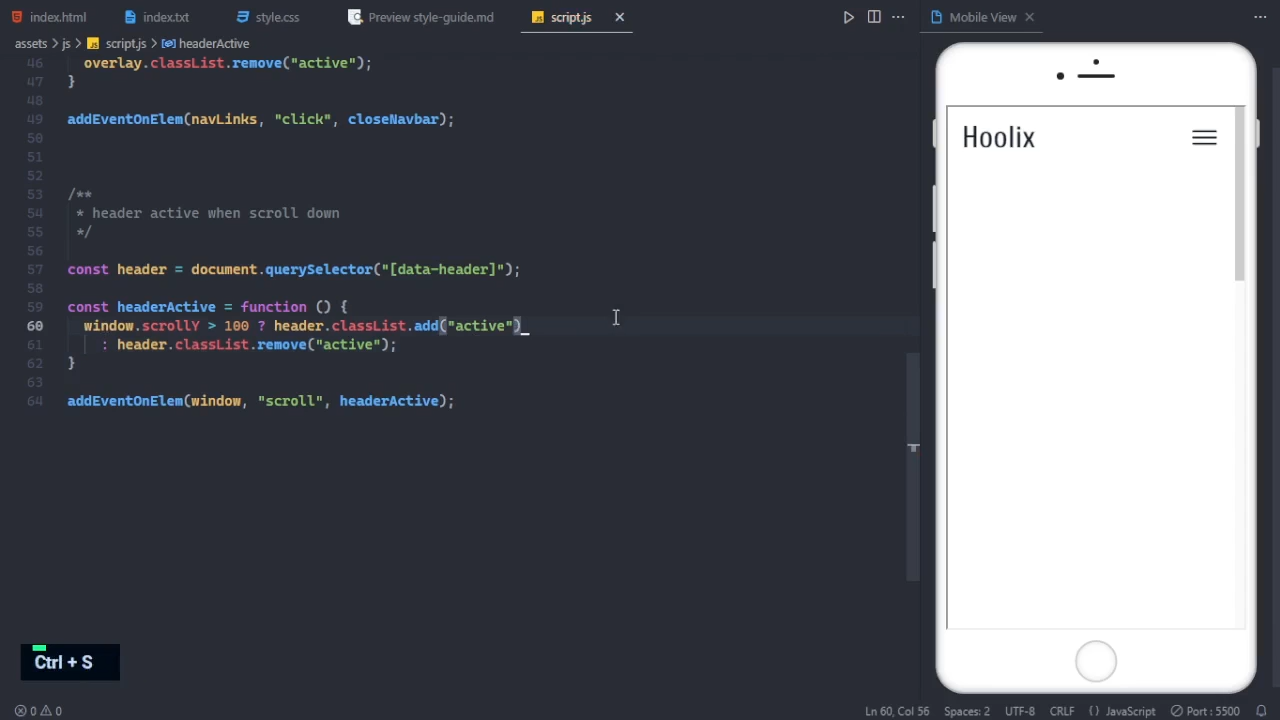 index.html
index.txt
style.css
Preview style-guide.md
script.js
Mobile View
assets > js > script.js > headerActive
46 overlay.classList.remove("active");
47 }
48
49 addEventOnElem(navLinks, "click", closeNavbar);
50
51
52
53 /**
54 * header active when scroll down
55 */
56
57 const header = document.querySelector("[data-header]");
58
59 const headerActive = function () {
60 window.scrollY > 100 ? header.classList.add("active")
61 : header.classList.remove("active");
62 }
63
64 addEventOnElem(window, "scroll", headerActive);
Hoolix
Ctrl + S
0 0
Ln 60, Col 56
Spaces: 2
UTF-8
CRLF
{ } JavaScript
Port : 5500